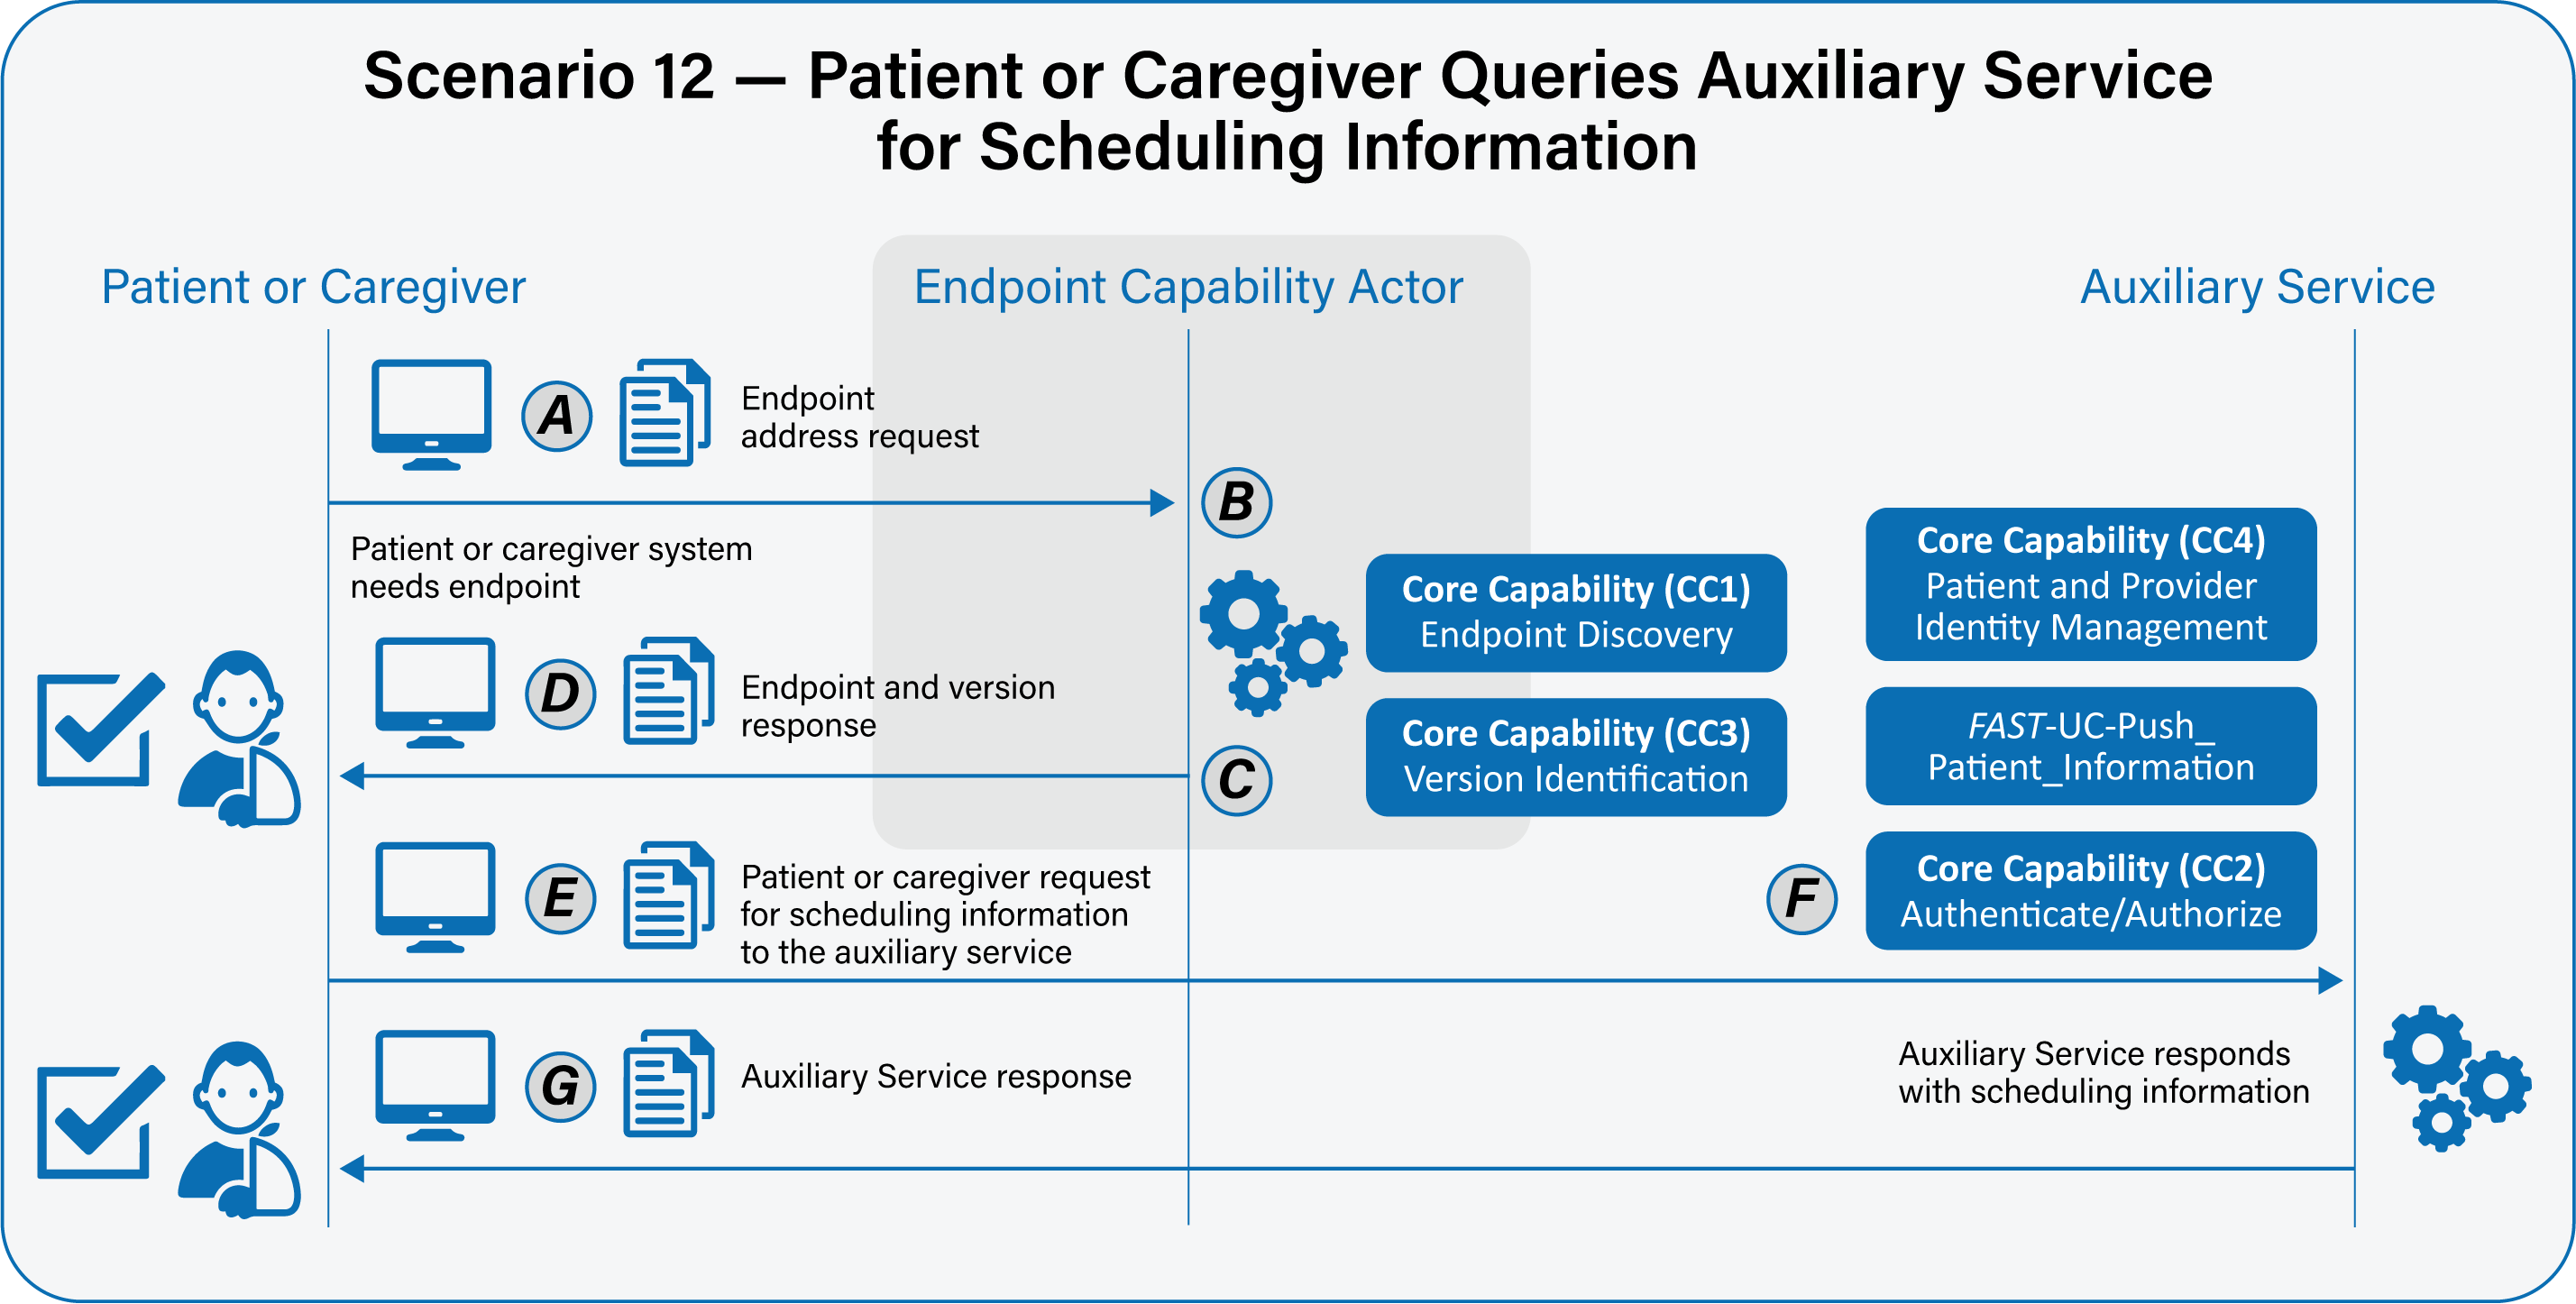 Scenario 12 — Patient or Caregiver Queries Auxiliary Service
for Scheduling Information
Patient or Caregiver
Endpoint Capability Actor
Auxiliary Service
A
Endpoint
address request
B
Patient or caregiver system
needs endpoint
Core Capability (CC1)
Endpoint Discovery
Core Capability (CC4)
Patient and Provider
Identity Management
D
Endpoint and version
response
C
Core Capability (CC3)
Version Identification
FAST-UC-Push_
Patient_Information
E
Patient or caregiver request
for scheduling information
to the auxiliary service
F
Core Capability (CC2)
Authenticate/Authorize
G
Auxiliary Service response
Auxiliary Service responds
with scheduling information